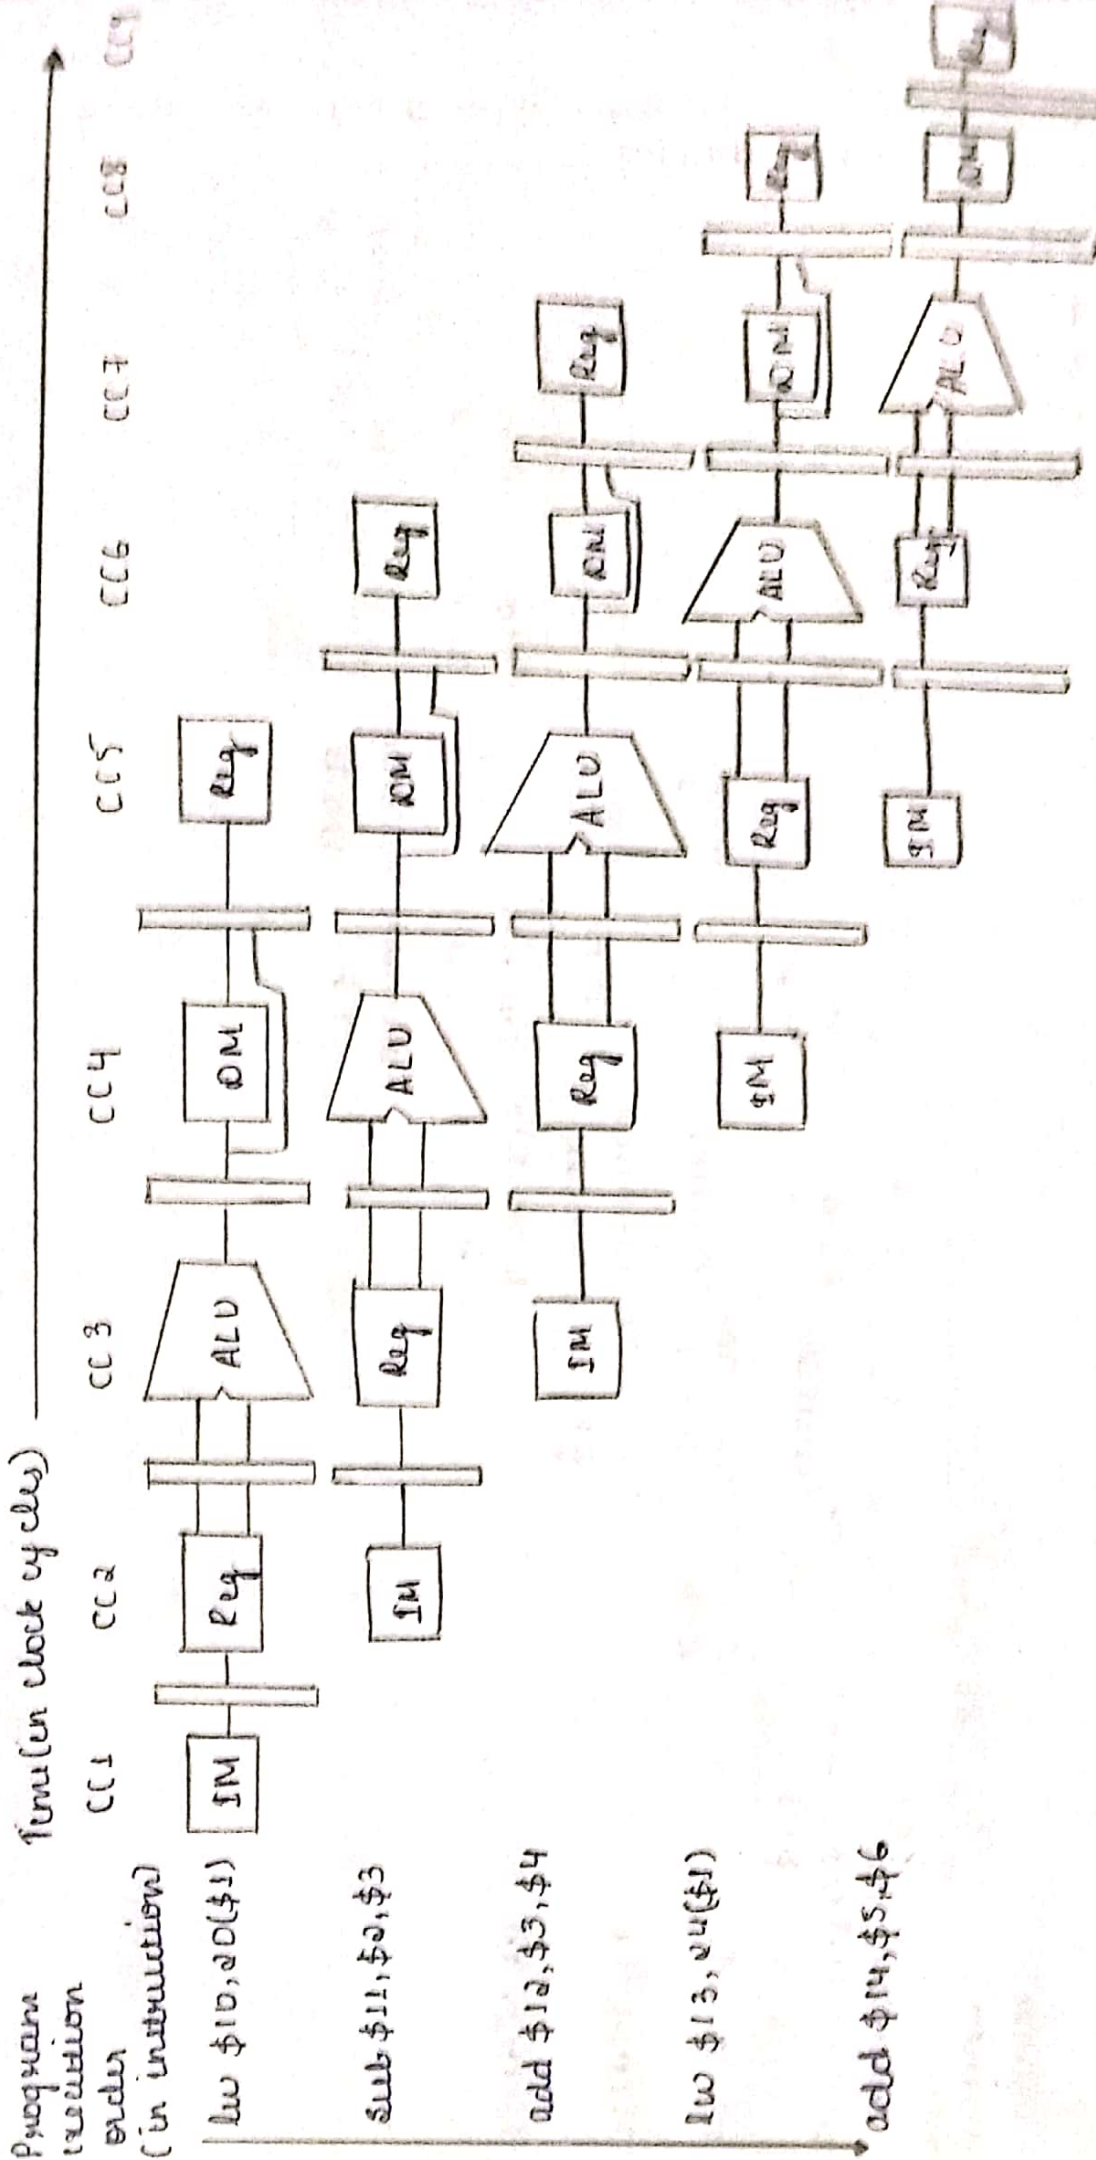 Program Time (in clock cycles)
execution
order
(in instruction)
CC1 CC2 CC3 CC4 CC5 CC6 CC7 CC8 CC9
lw $10, 20($1) IM Reg ALU DM Reg
sub $11, $2, $3 IM Reg ALU DM Reg
add $12, $3, $4 IM Reg ALU DM Reg
lw $13, 24($1) IM Reg ALU DM Reg
add $14, $5, $6 IM Reg ALU DM Reg